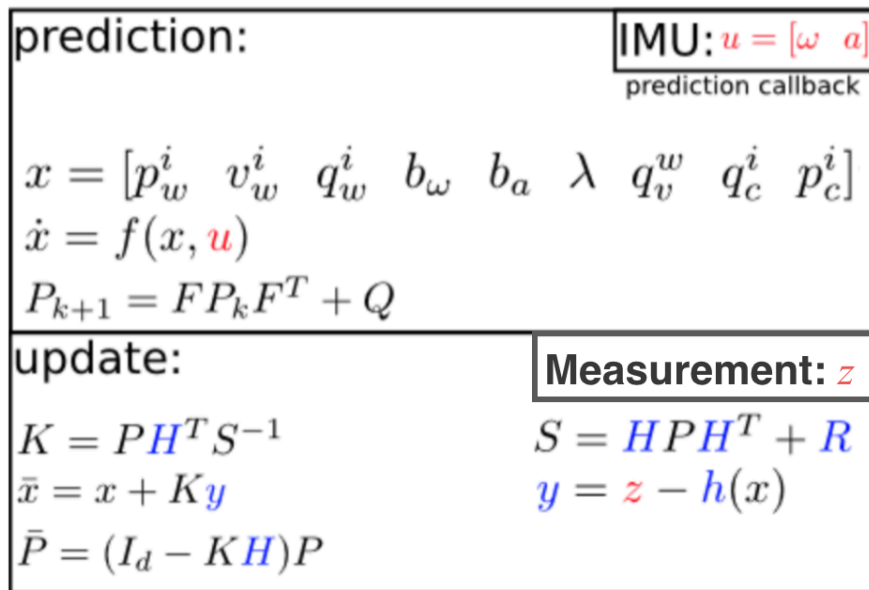 prediction:
IMU: u = [ω a]
prediction callback
x = [p_w^i v_w^i q_w^i b_ω b_a λ q_v^w q_c^i p_c^i]
ẋ = f(x, u)
P_{k+1} = FP_kF^T + Q
update:
Measurement: z
K = PH^TS^{-1}
S = HPH^T + R
x̄ = x + Ky
y = z − h(x)
P̄ = (I_d − KH)P